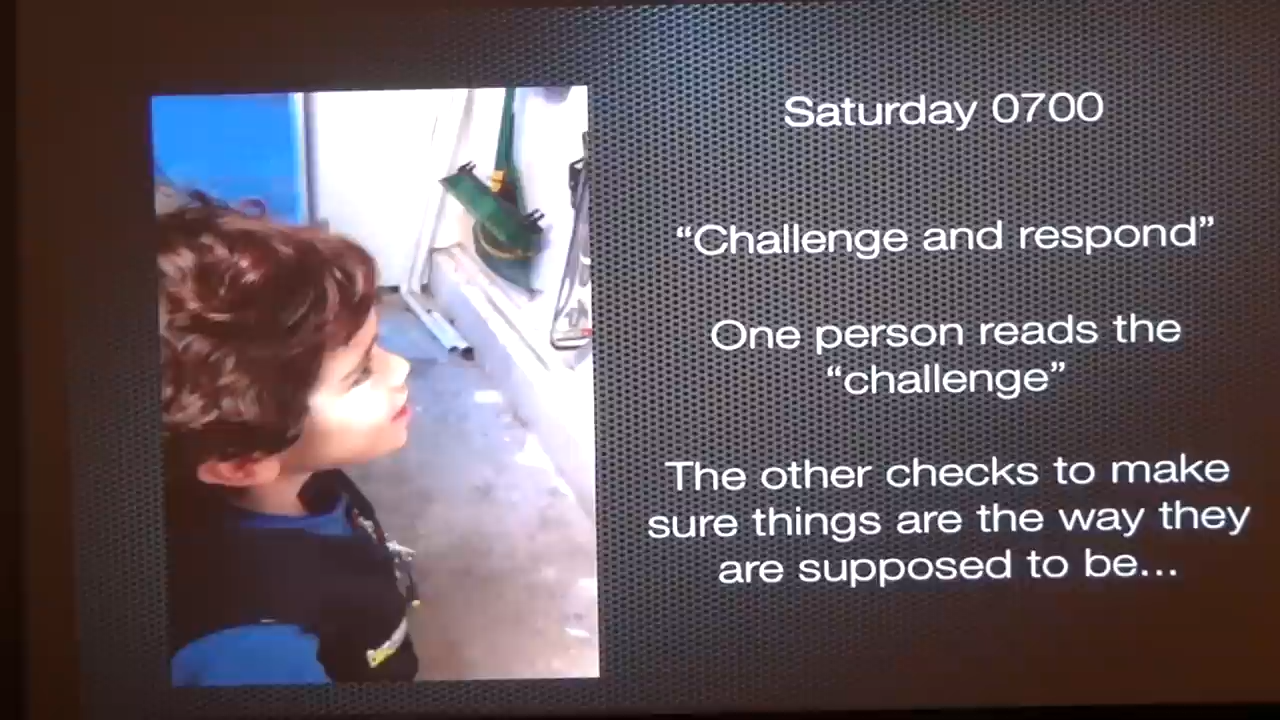 Saturday 0700
“Challenge and respond”
One person reads the
“challenge”
The other checks to make
sure things are the way they
are supposed to be...